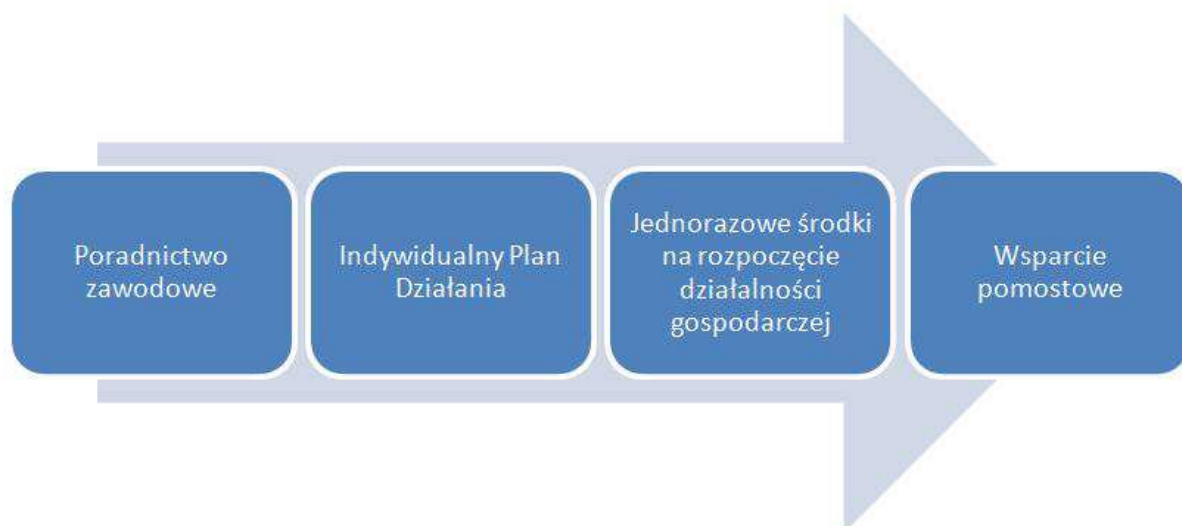 Poradnictwo
zawodowe
Indywidualny Plan
Działania
Jednorazowe środki
na rozpoczęcie
działalności
gospodarczej
Wsparcie
pomostowe